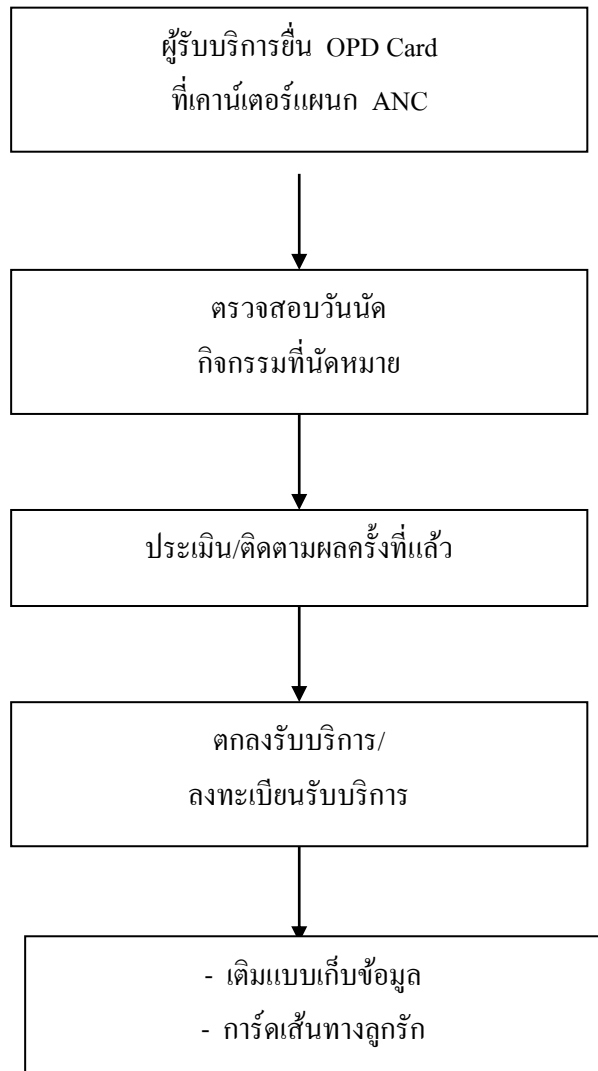 ผู้รับบริการยื่น OPD Card
ที่เคาน์เตอร์แผนก ANC
ตรวจสอบวันนัด
กิจกรรมที่นัดหมาย
ประเมิน/ติดตามผลครั้งที่แล้ว
ตกลงรับบริการ/
ลงทะเบียนรับบริการ
- เติมแบบเก็บข้อมูล
- การ์ดเส้นทางลูกรัก